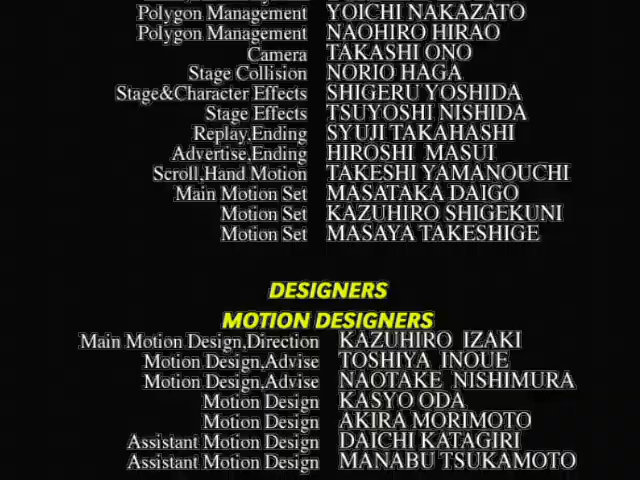 Polygon Management YOICHI NAKAZATO
Polygon Management NAOHIRO HIRAO
Camera TAKASHI ONO
Stage Collision NORIO HAGA
Stage&Character Effects SHIGERU YOSHIDA
Stage Effects TSUYOSHI NISHIDA
Replay,Ending SYUJI TAKAHASHI
Advertise,Ending HIROSHI MASUI
Scroll,Hand Motion TAKESHI YAMANOUCHI
Main Motion Set MASATAKA DAIGO
Motion Set KAZUHIRO SHIGEKUNI
Motion Set MASAYA TAKESHIGE
DESIGNERS
MOTION DESIGNERS
Main Motion Design,Direction KAZUHIRO IZAKI
Motion Design,Advise TOSHIYA INOUE
Motion Design,Advise NAOTAKE NISHIMURA
Motion Design KASYO ODA
Motion Design AKIRA MORIMOTO
Assistant Motion Design DAICHI KATAGIRI
Assistant Motion Design MANABU TSUKAMOTO